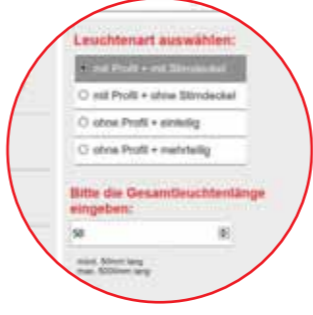 Leuchtenart auswählen:
mit Profil + mit Stirndeckel
mit Profil + ohne Stirndeckel
ohne Profil + einteilig
ohne Profil + mehrteilig
Bitte die Gesamtleuchtenlänge
eingeben:
50
mind. 50mm lang
max. 5000mm lang